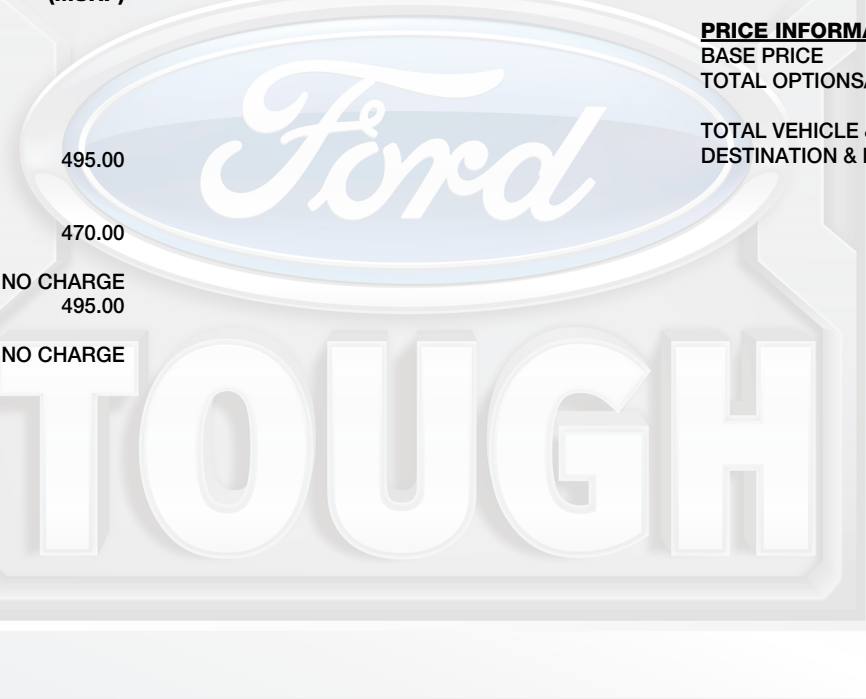 (MSRP)
PRICE INFORMA
BASE PRICE
TOTAL OPTIONS
TOTAL VEHICLE
DESTINATION &
495.00
470.00
NO CHARGE
495.00
NO CHARGE
Ford
TOUGH